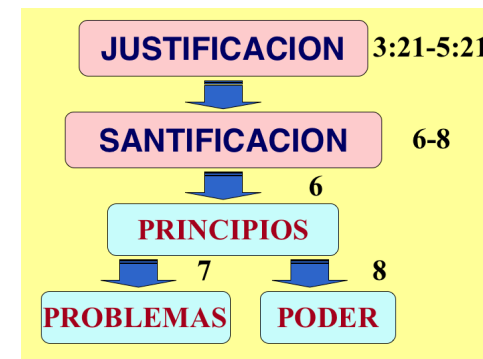 JUSTIFICACION 3:21-5:21
SANTIFICACION 6-8
6
PRINCIPIOS
7 8
PROBLEMAS PODER